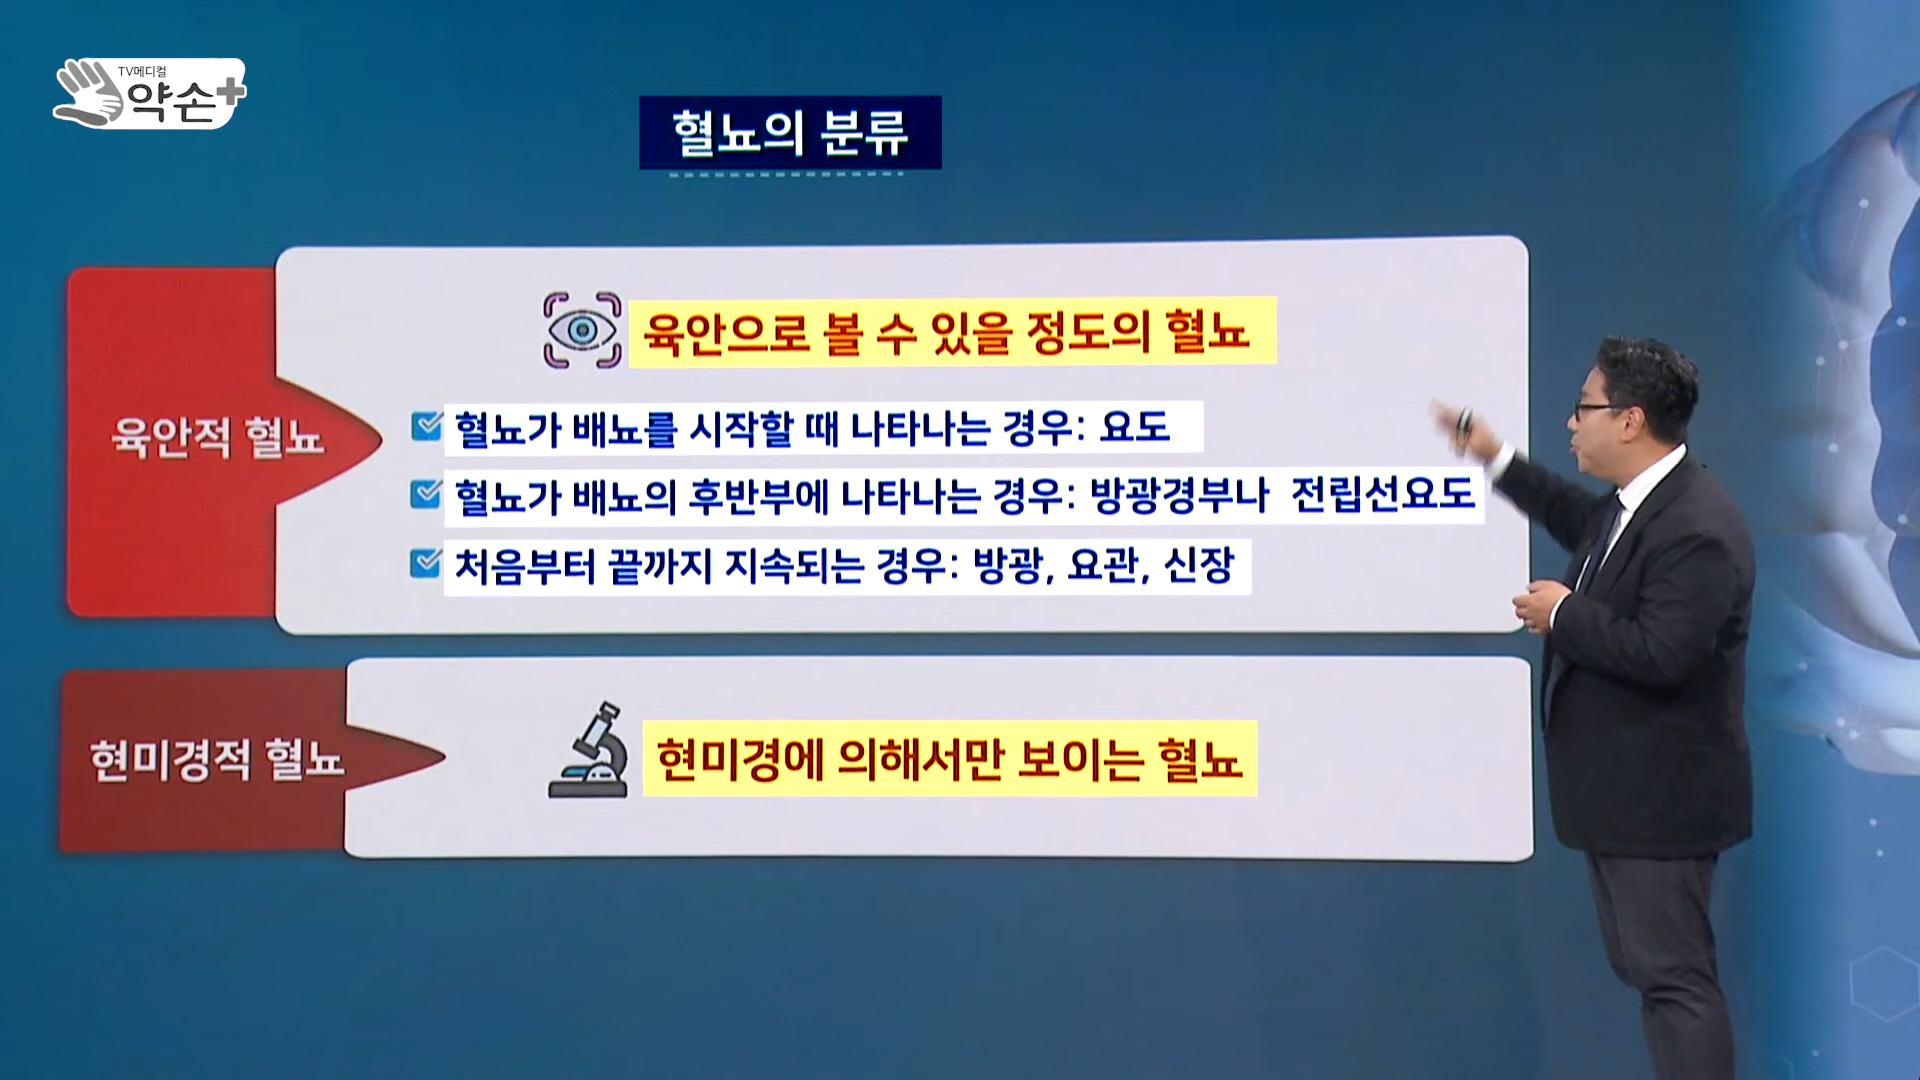 TV메디컬
약손+
혈뇨의 분류
육안적 혈뇨
육안으로 볼 수 있을 정도의 혈뇨
혈뇨가 배뇨를 시작할 때 나타나는 경우: 요도
혈뇨가 배뇨의 후반부에 나타나는 경우: 방광경부나 전립선요도
처음부터 끝까지 지속되는 경우: 방광, 요관, 신장
현미경적 혈뇨
현미경에 의해서만 보이는 혈뇨